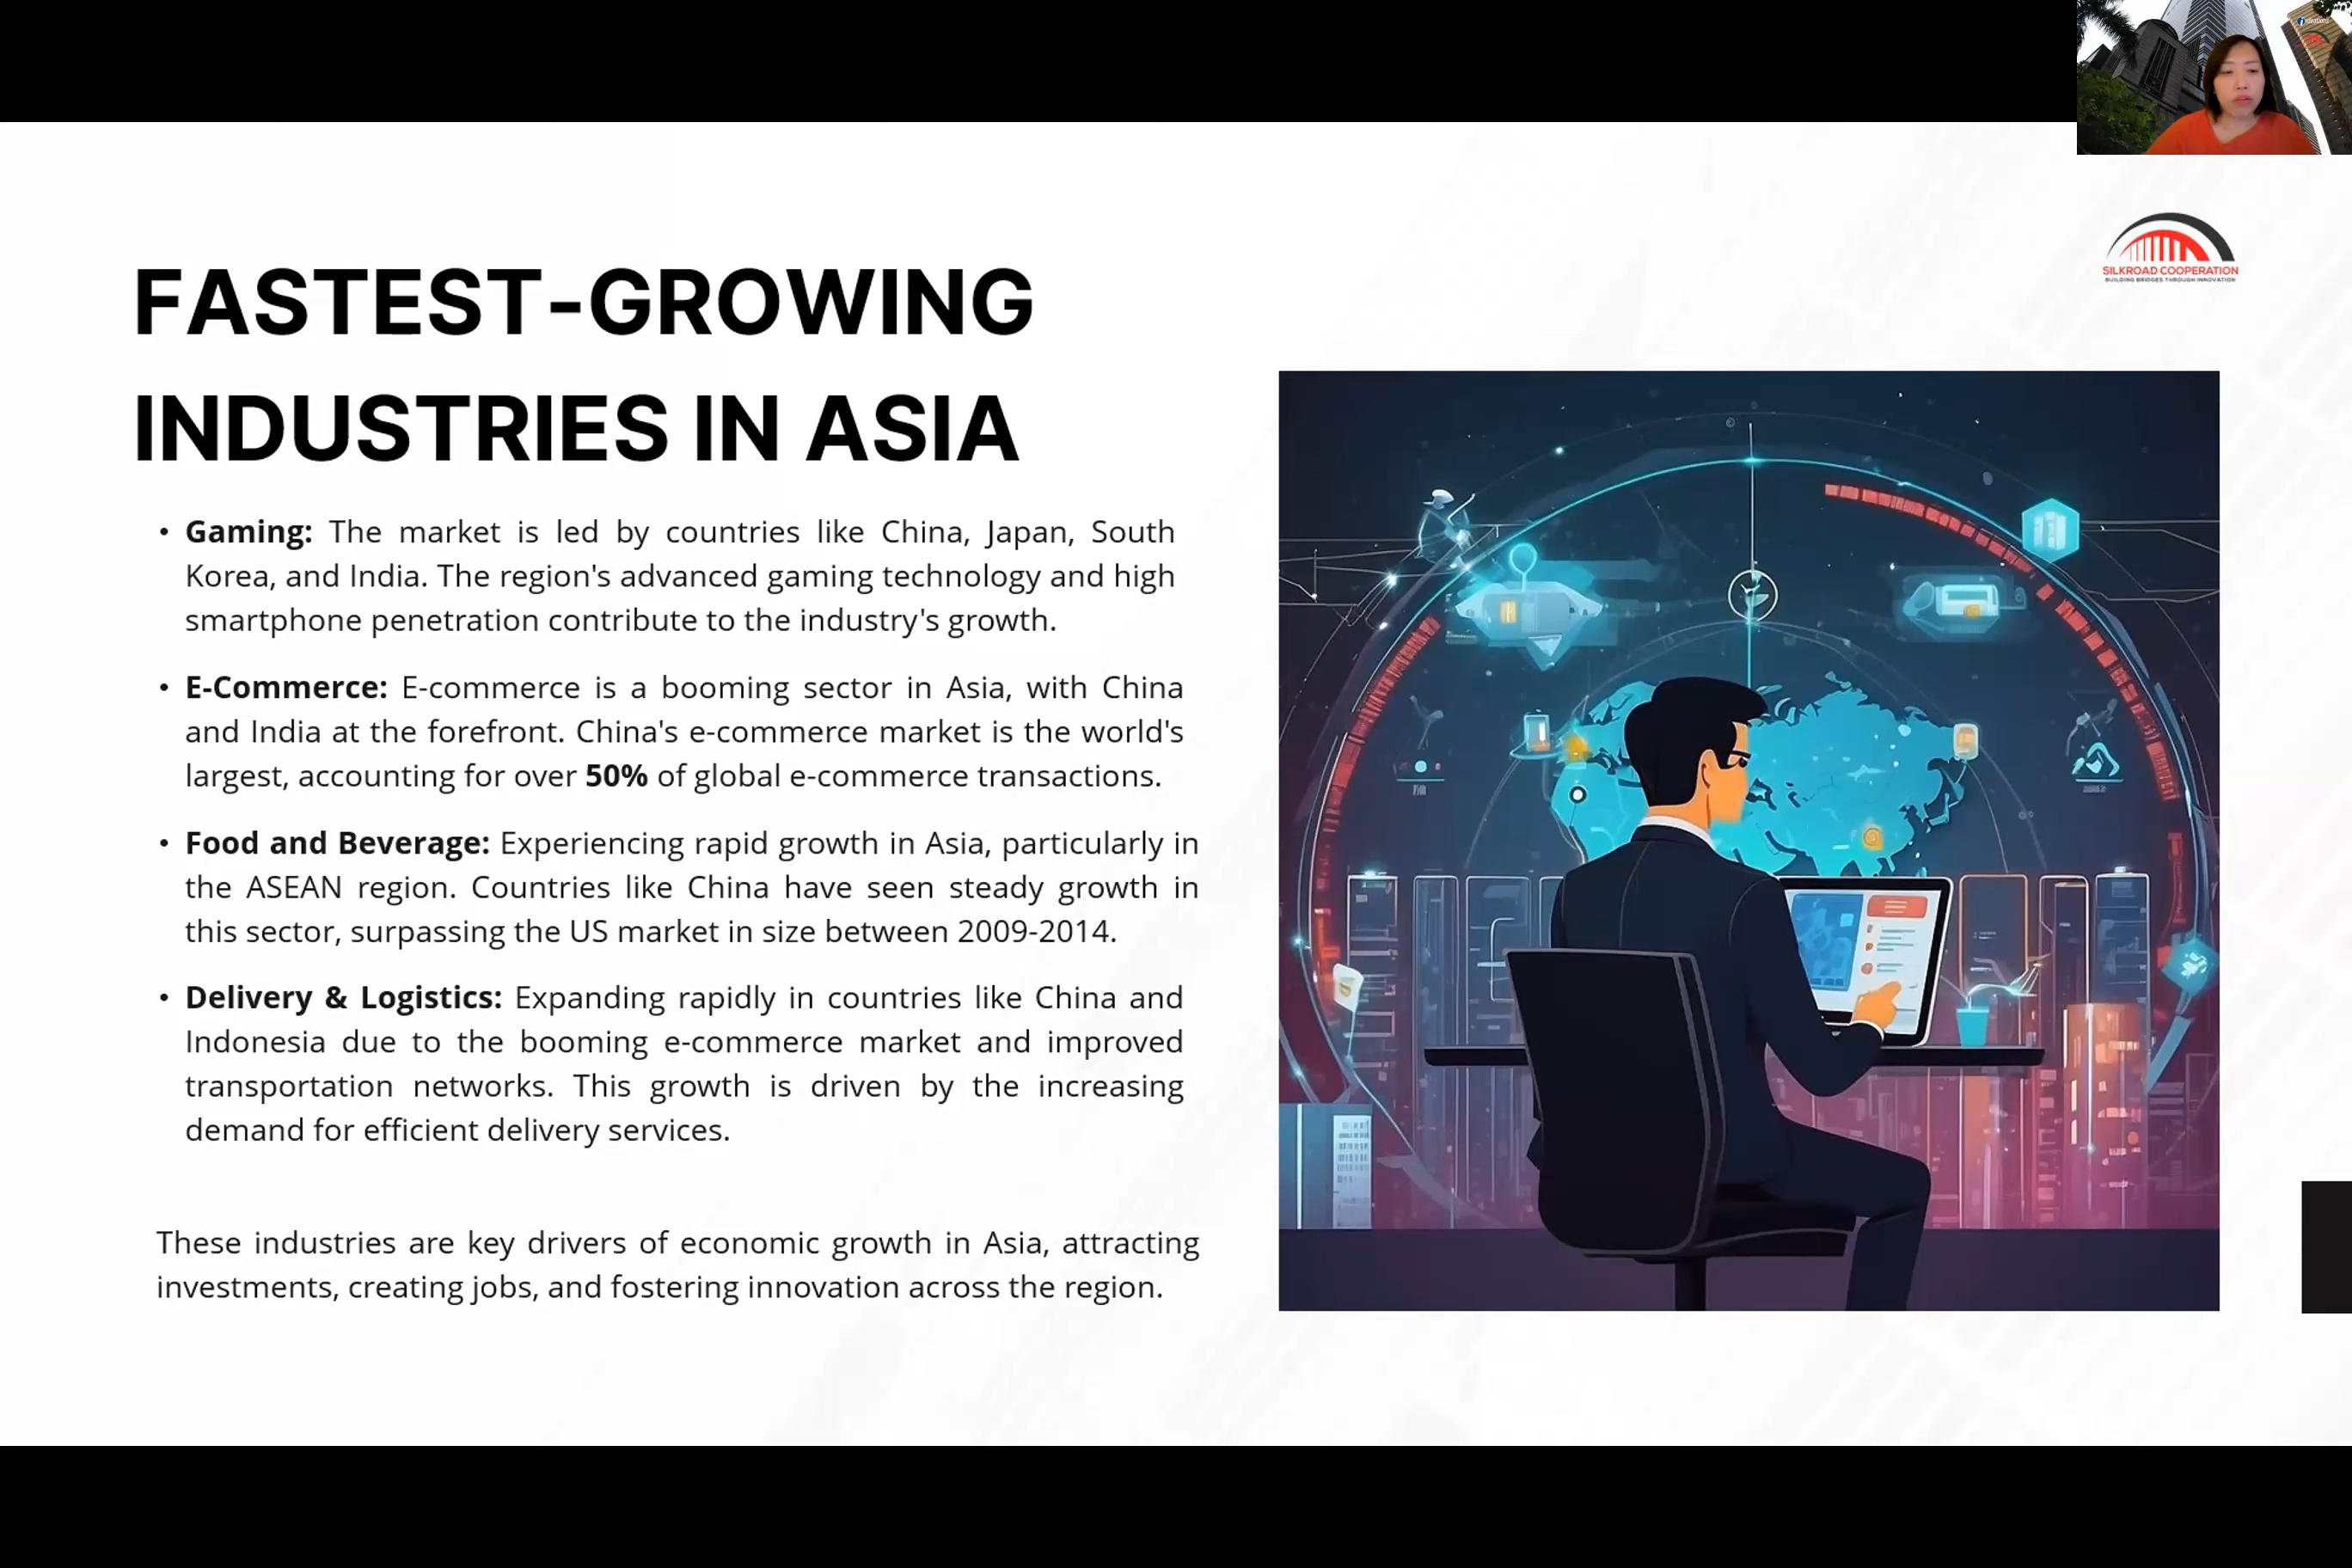 SILKROAD COOPERATION
BUILDING BRIDGES THROUGH INNOVATION
FASTEST-GROWING
INDUSTRIES IN ASIA
• Gaming: The market is led by countries like China, Japan, South
Korea, and India. The region's advanced gaming technology and high
smartphone penetration contribute to the industry's growth.
• E-Commerce: E-commerce is a booming sector in Asia, with China
and India at the forefront. China's e-commerce market is the world's
largest, accounting for over 50% of global e-commerce transactions.
• Food and Beverage: Experiencing rapid growth in Asia, particularly in
the ASEAN region. Countries like China have seen steady growth in
this sector, surpassing the US market in size between 2009-2014.
• Delivery & Logistics: Expanding rapidly in countries like China and
Indonesia due to the booming e-commerce market and improved
transportation networks. This growth is driven by the increasing
demand for efficient delivery services.
These industries are key drivers of economic growth in Asia, attracting
investments, creating jobs, and fostering innovation across the region.